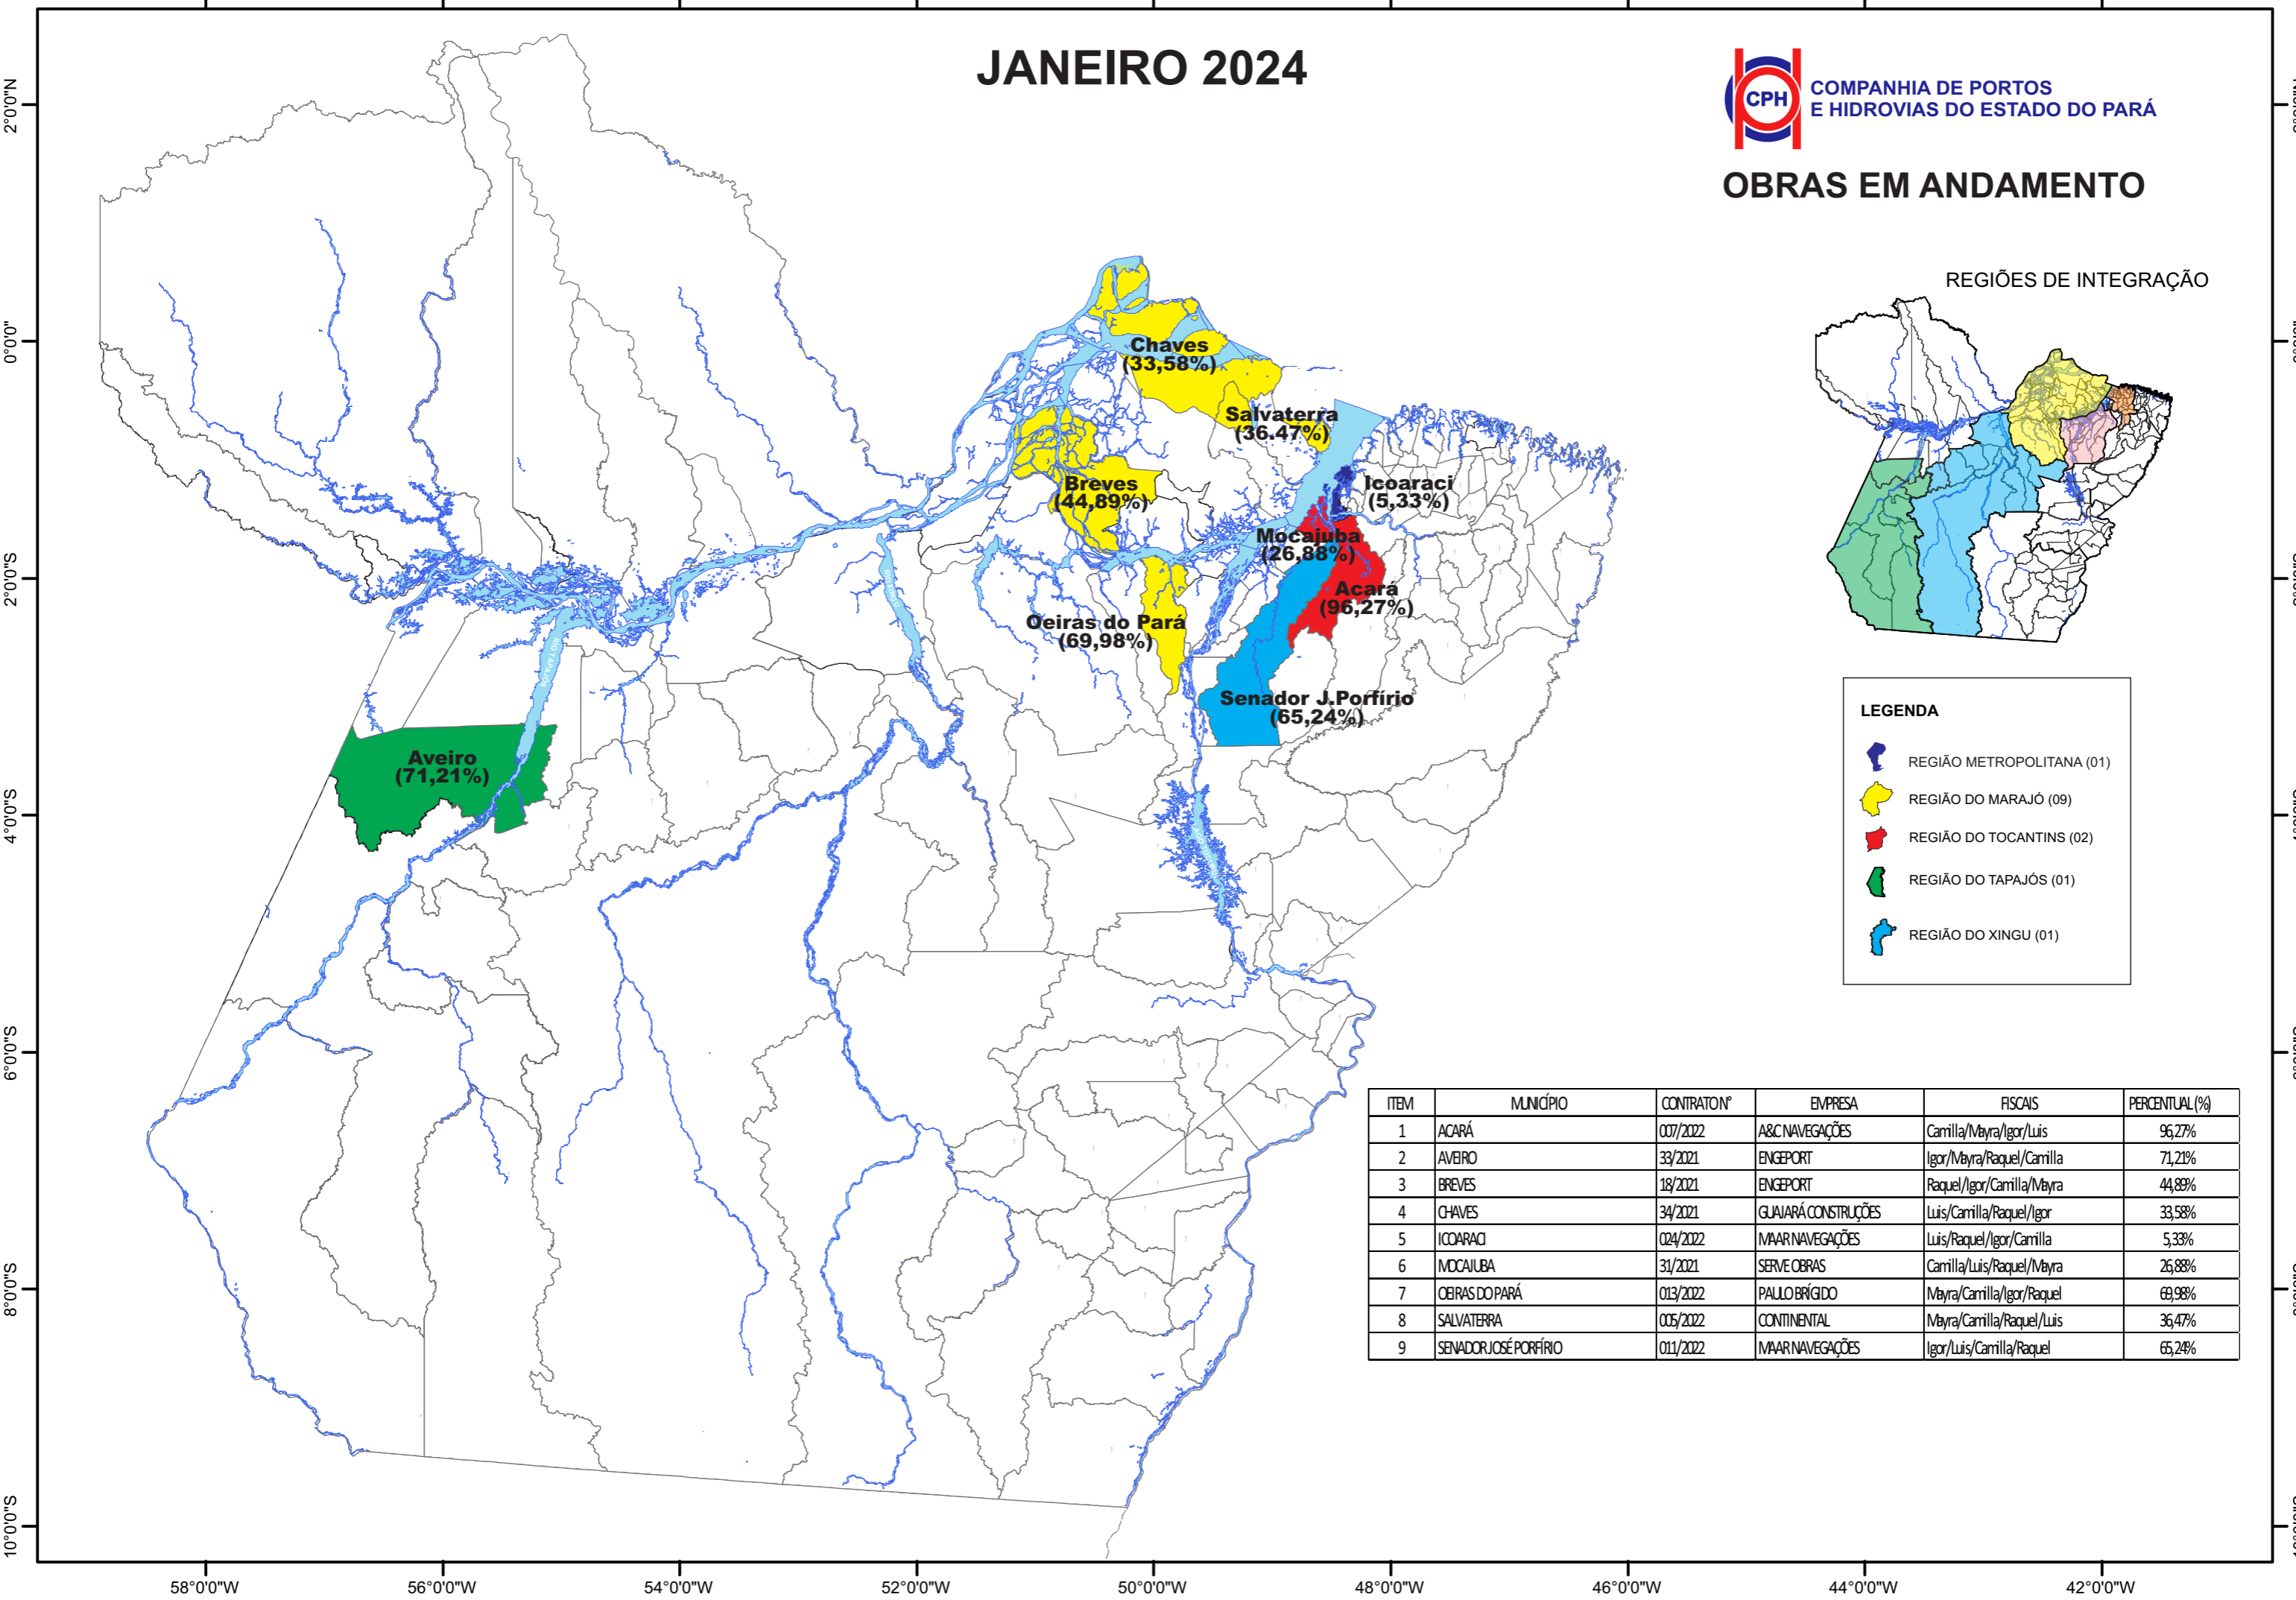 JANEIRO 2024
CPH
COMPANHIA DE PORTOS
E HIDROVIAS DO ESTADO DO PARÁ
OBRAS EM ANDAMENTO
REGIÕES DE INTEGRAÇÃO
Chaves
(33,58%)
Salvaterra
(36.47%)
Breves
(44,89%)
Icoaraci
(5,33%)
Mocajuba
(26,88%)
Acará
(96,27%)
Oeiras do Pará
(69,98%)
Senador J.Porfírio
(65,24%)
Aveiro
(71,21%)
RIO TAPAJÓS
LEGENDA
REGIÃO METROPOLITANA (01)
REGIÃO DO MARAJÓ (09)
REGIÃO DO TOCANTINS (02)
REGIÃO DO TAPAJÓS (01)
REGIÃO DO XINGU (01)
ITEM MUNICÍPIO CONTRATO N° EMPRESA FISCAIS PERCENTUAL (%)
1 ACARÁ 007/2022 A&C NAVEGAÇÕES Camilla/Mayra/Igor/Luis 96,27%
2 AVEIRO 33/2021 ENGEPORT Igor/Mayra/Raquel/Camilla 71,21%
3 BREVES 18/2021 ENGEPORT Raquel/Igor/Camilla/Mayra 44,89%
4 CHAVES 34/2021 GUAJARÁ CONSTRUÇÕES Luis/Camilla/Raquel/Igor 33,58%
5 ICOARACI 024/2022 MAAR NAVEGAÇÕES Luis/Raquel/Igor/Camilla 5,33%
6 MOCAJUBA 31/2021 SERVE OBRAS Camilla/Luis/Raquel/Mayra 26,88%
7 OEIRAS DO PARÁ 013/2022 PAULO BRÍGIDO Mayra/Camilla/Igor/Raquel 69,98%
8 SALVATERRA 005/2022 CONTINENTAL Mayra/Camilla/Raquel/Luis 36,47%
9 SENADOR JOSÉ PORFÍRIO 011/2022 MAAR NAVEGAÇÕES Igor/Luis/Camilla/Raquel 65,24%
2°0'0"N
0°0'0"
2°0'0"S
4°0'0"S
6°0'0"S
8°0'0"S
10°0'0"S
58°0'0"W 56°0'0"W 54°0'0"W 52°0'0"W 50°0'0"W 48°0'0"W 46°0'0"W 44°0'0"W 42°0'0"W